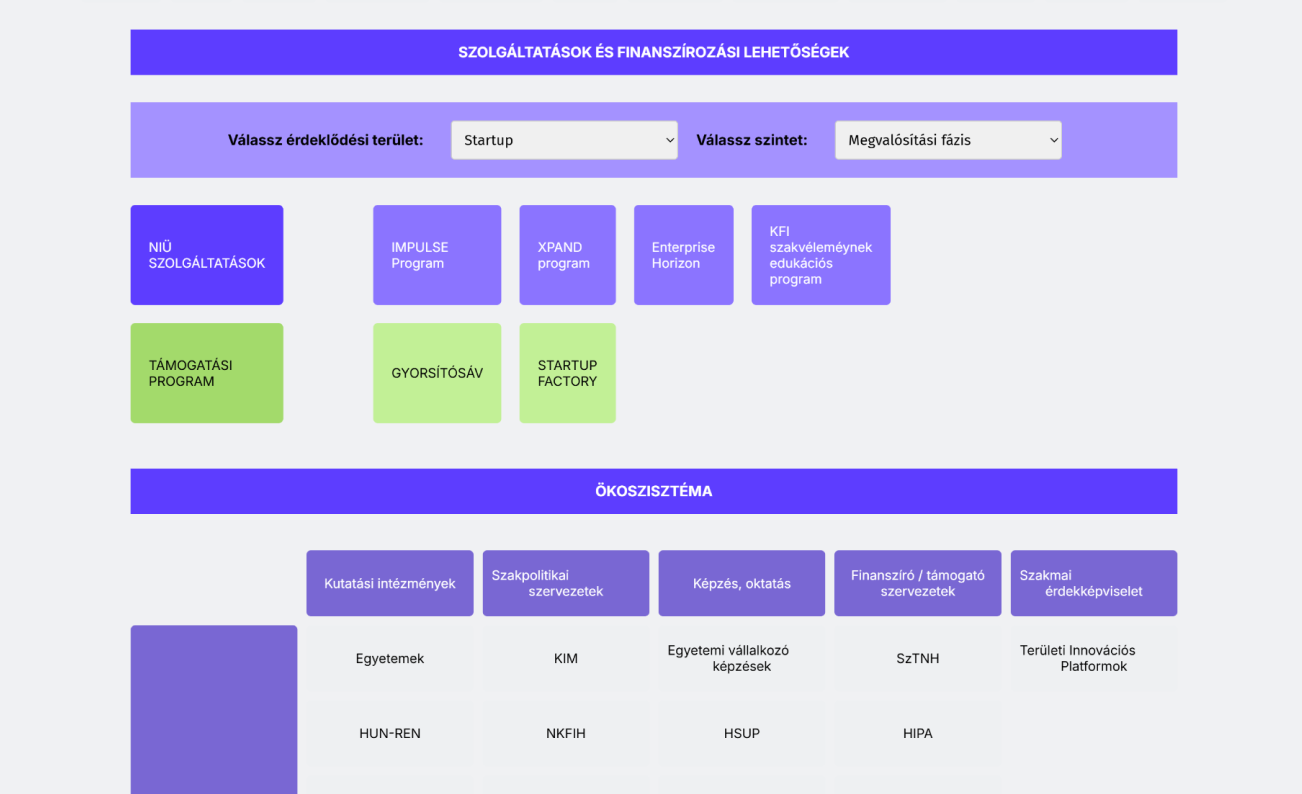 SZOLGÁLTATÁSOK ÉS FINANSZÍROZÁSI LEHETŐSÉGEK
Válassz érdeklődési terület: Startup Válassz szintet: Megvalósítási fázis
NIÜ
SZOLGÁLTATÁSOK
IMPULSE
Program
XPAND
program
Enterprise
Horizon
KFI
szakvéleméynek
edukációs
program
TÁMOGATÁSI
PROGRAM
GYORSÍTÓSÁV
STARTUP
FACTORY
ÖKOSZISZTÉMA
Kutatási intézmények
Szakpolitikai
szervezetek
Képzés, oktatás
Finanszíró / támogató
szervezetek
Szakmai
érdekképviselet
Egyetemek
KIM
Egyetemi vállalkozó
képzések
SzTNH
Területi Innovációs
Platformok
HUN-REN
NKFIH
HSUP
HIPA